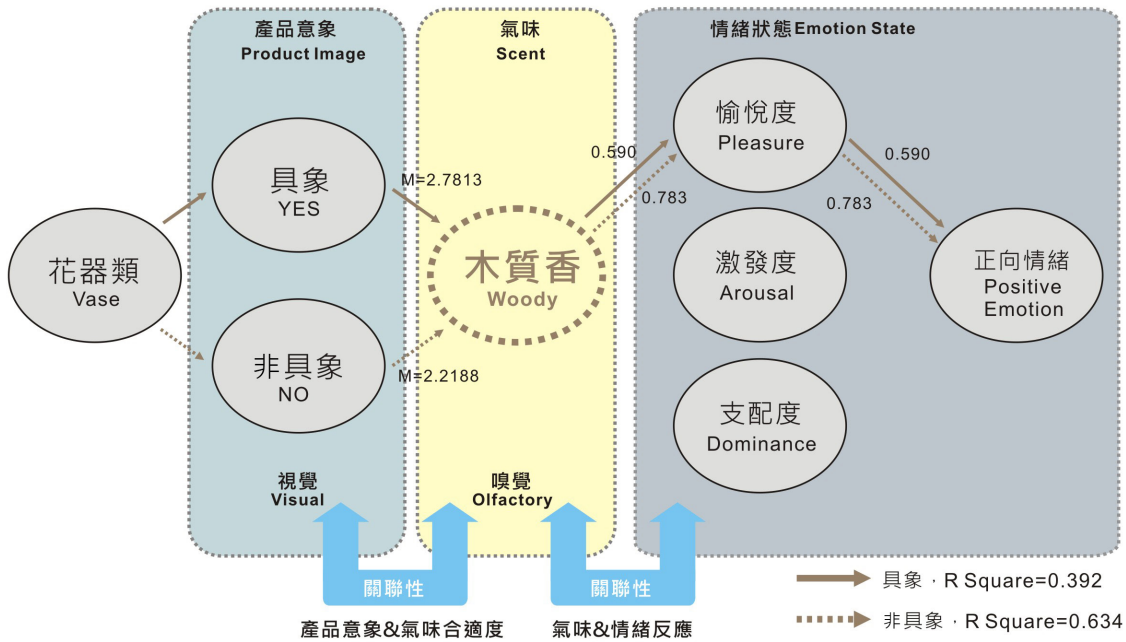 產品意象
Product Image
氣味
Scent
情緒狀態Emotion State
具象
YES
M=2.7813
花器類
Vase
非具象
NO
M=2.2188
木質香
Woody
0.590
0.783
愉悅度
Pleasure
激發度
Arousal
支配度
Dominance
0.590
0.783
正向情緒
Positive
Emotion
視覺
Visual
嗅覺
Olfactory
關聯性
關聯性
產品意象&氣味合適度
氣味&情緒反應
具象・R Square=0.392
非具象・R Square=0.634